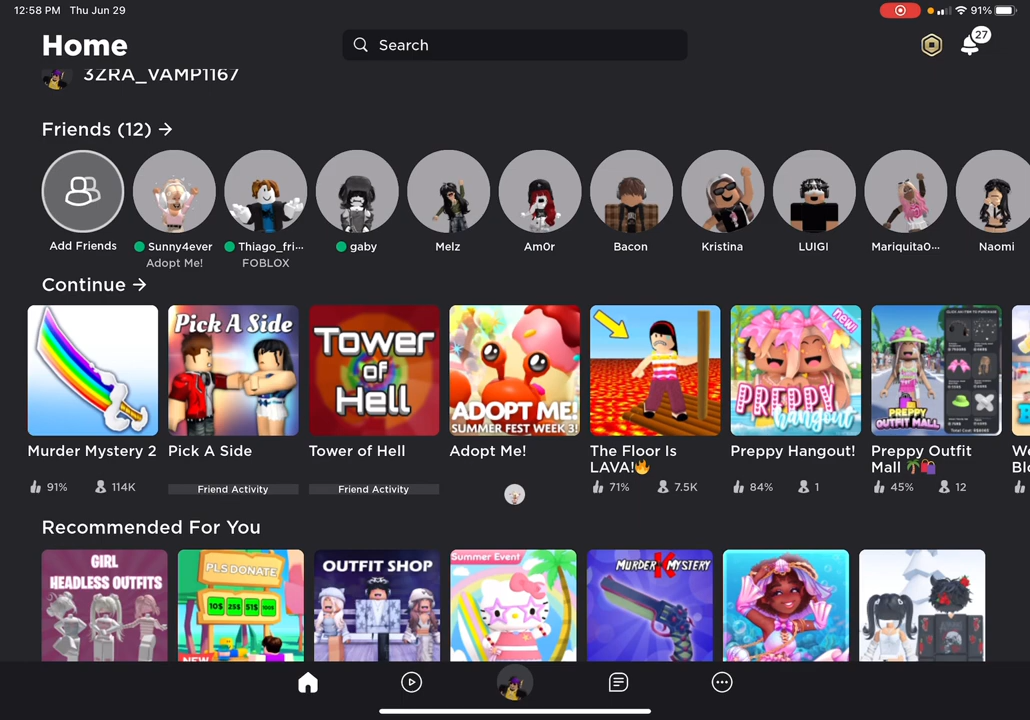 12:58 PM Thu Jun 29 91%
Home Search 27
3ZRA_VAMP1167
Friends (12) →
Add Friends Sunny4ever Thiago_fri... gaby Melz Am0r Bacon Kristina LUIGI Mariquita0... Naomi
Adopt Me! FOBLOX
Continue →
Pick A Side
Tower
of
Hell
ADOPT ME!
SUMMER FEST WEEK 3!
new!
PREPPY
hangout
PREPPY
OUTFIT MALL
Murder Mystery 2 Pick A Side Tower of Hell Adopt Me! The Floor Is Preppy Hangout! Preppy Outfit
LAVA!🔥 Mall 🌴🛍️
91% 114K Friend Activity Friend Activity 71% 7.5K 84% 1 45% 12
Recommended For You
GIRL
HEADLESS OUTFITS
PLS DONATE
10$ 25$ 51$ 100$
NEW
OUTFIT SHOP
Summer Event
MURDER MYSTERY
K